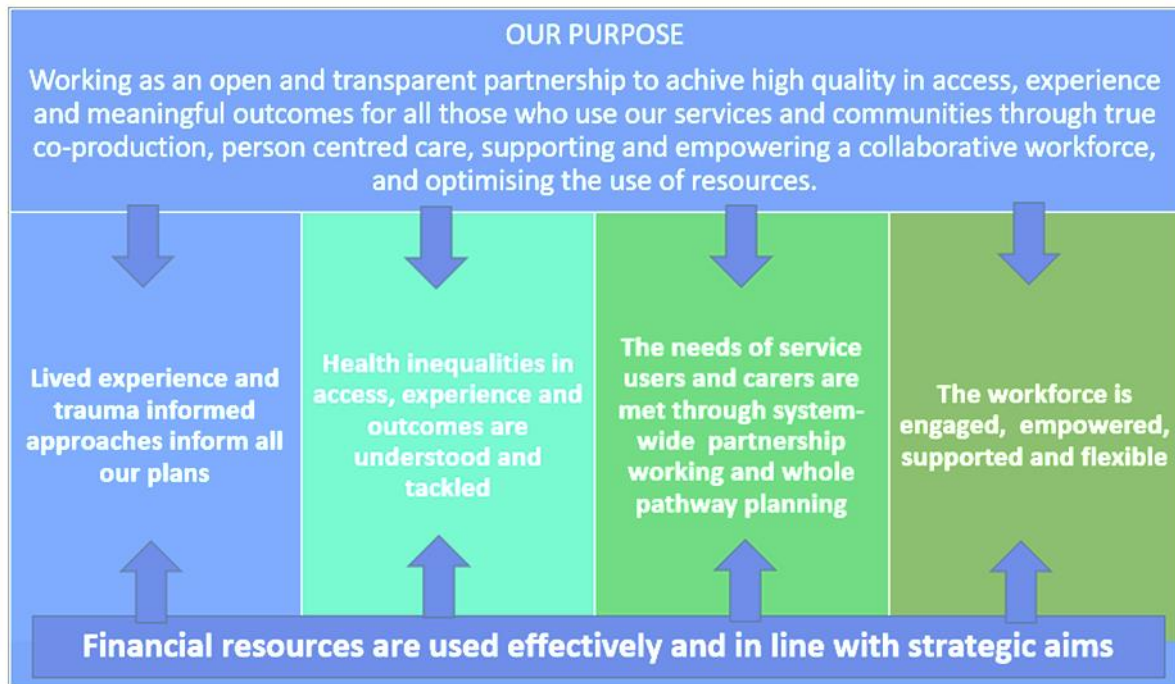 OUR PURPOSE
Working as an open and transparent partnership to achive high quality in access, experience
and meaningful outcomes for all those who use our services and communities through true
co-production, person centred care, supporting and empowering a collaborative workforce,
and optimising the use of resources.
Lived experience and
trauma informed
approaches inform all
our plans
Health inequalities in
access, experience and
outcomes are
understood and
tackled
The needs of service
users and carers are
met through system-
wide partnership
working and whole
pathway planning
The workforce is
engaged, empowered,
supported and flexible
Financial resources are used effectively and in line with strategic aims